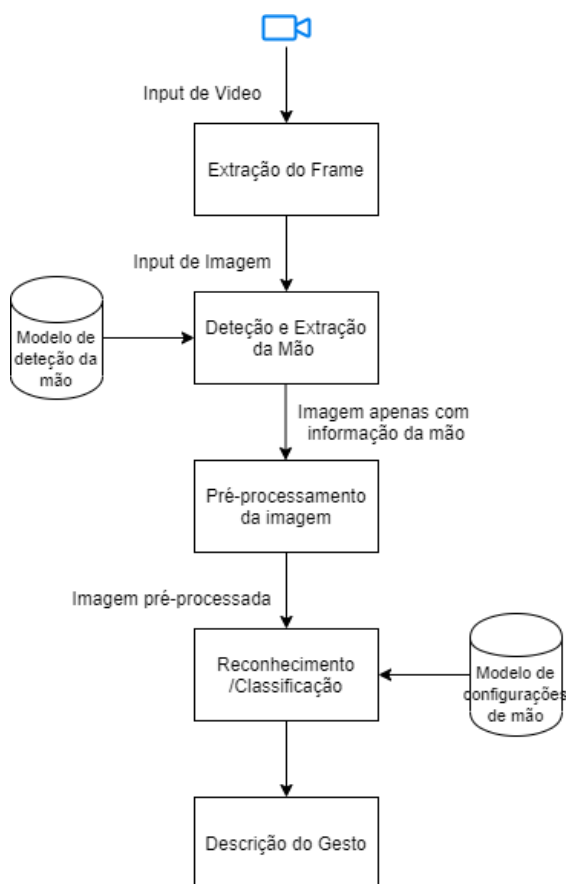 Input de Video
Extração do Frame
Input de Imagem
Modelo de
deteção da
mão
Deteção e Extração
da Mão
Imagem apenas com
informação da mão
Pré-processamento
da imagem
Imagem pré-processada
Reconhecimento
/Classificação
Modelo de
configurações
de mão
Descrição do Gesto